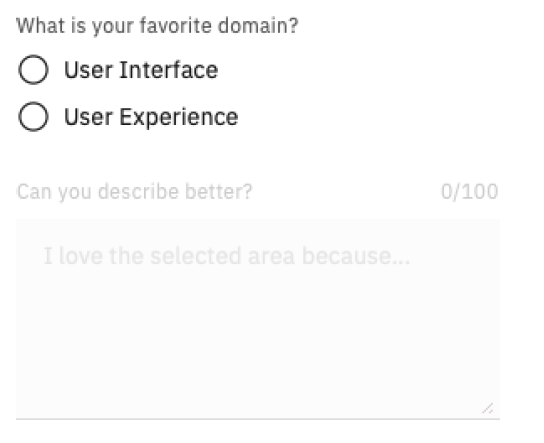 What is your favorite domain?
User Interface
User Experience
Can you describe better? 0/100
I love the selected area because...